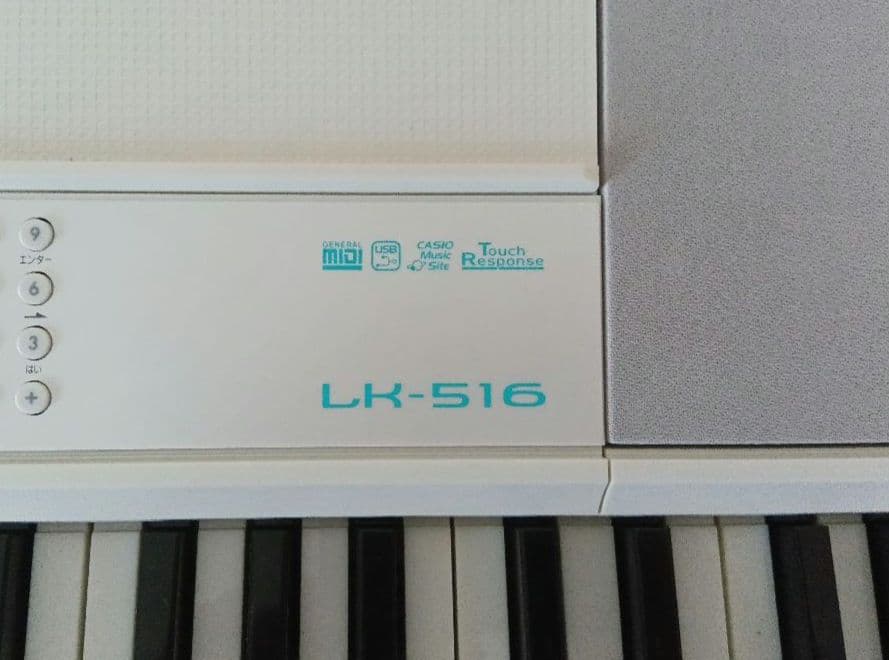 9
エンター
6
3
はい
+
GENERAL
MIDI
USB
CASIO
Music
Site
Touch
Response
LK-516